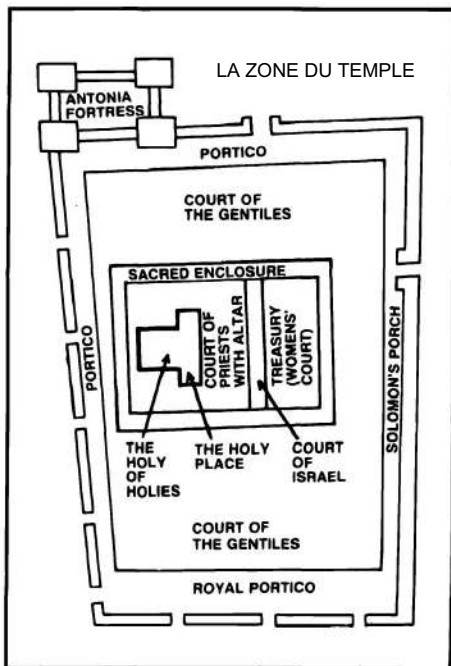 LA ZONE DU TEMPLE
ANTONIA
FORTRESS
PORTICO
COURT OF
THE GENTILES
SACRED ENCLOSURE
PORTICO
COURT OF
PRIESTS
WITH ALTAR
TREASURY
(WOMENS'
COURT)
SOLOMON'S PORCH
THE
HOLY
OF
HOLIES
THE HOLY
PLACE
COURT
OF
ISRAEL
COURT OF
THE GENTILES
ROYAL PORTICO